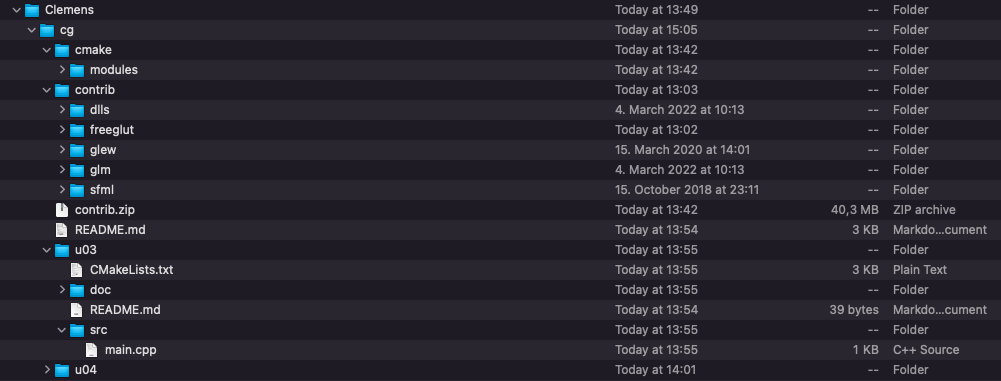 Clemens Today at 13:49 -- Folder
cg Today at 15:05 -- Folder
cmake Today at 13:42 -- Folder
modules Today at 13:42 -- Folder
contrib Today at 13:03 -- Folder
dlls 4. March 2022 at 10:13 -- Folder
freeglut Today at 13:02 -- Folder
glew 15. March 2020 at 14:01 -- Folder
glm 4. March 2022 at 10:13 -- Folder
sfml 15. October 2018 at 23:11 -- Folder
contrib.zip Today at 13:42 40,3 MB ZIP archive
README.md Today at 13:54 3 KB Markdo...cument
u03 Today at 13:55 -- Folder
CMakeLists.txt Today at 13:55 3 KB Plain Text
doc Today at 13:55 -- Folder
README.md Today at 13:54 39 bytes Markdo...cument
src Today at 13:55 -- Folder
main.cpp Today at 13:55 1 KB C++ Source
u04 Today at 14:01 -- Folder